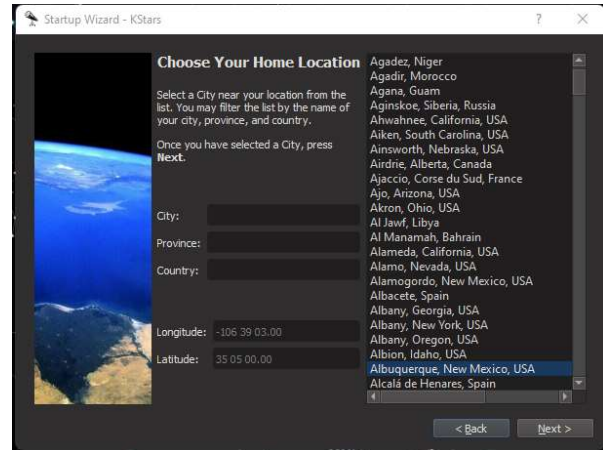 Startup Wizard - KStars
?
Choose Your Home Location
Select a City near your location from the
list. You may filter the list by the name of
your city, province, and country.
Once you have selected a City, press
Next.
City:
Province:
Country:
Longitude: -106 39 03.00
Latitude: 35 05 00.00
Agadez, Niger
Agadir, Morocco
Agana, Guam
Aginskoe, Siberia, Russia
Ahwahnee, California, USA
Aiken, South Carolina, USA
Ainsworth, Nebraska, USA
Airdrie, Alberta, Canada
Ajaccio, Corse du Sud, France
Ajo, Arizona, USA
Akron, Ohio, USA
Al Jawf, Libya
Al Manamah, Bahrain
Alameda, California, USA
Alamo, Nevada, USA
Alamogordo, New Mexico, USA
Albacete, Spain
Albany, Georgia, USA
Albany, New York, USA
Albany, Oregon, USA
Albion, Idaho, USA
Albuquerque, New Mexico, USA
Alcalá de Henares, Spain
< Back
Next >